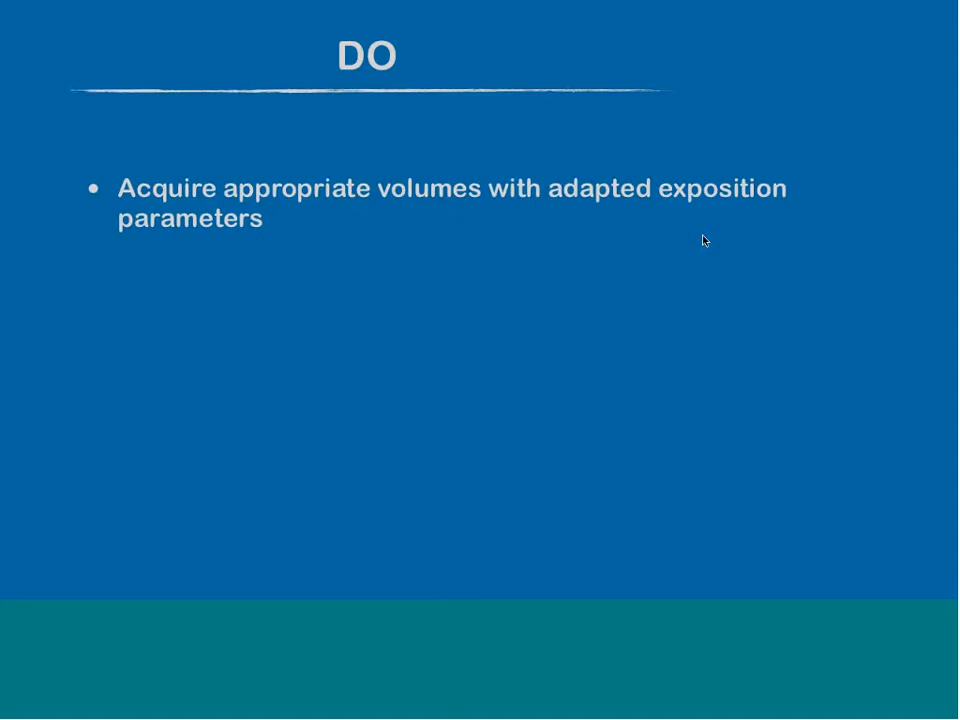 DO
• Acquire appropriate volumes with adapted exposition
parameters